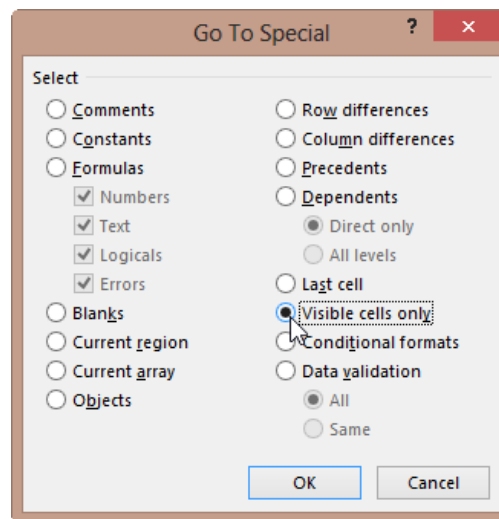 Go To Special
?
Select
Comments
Constants
Formulas
Numbers
Text
Logicals
Errors
Blanks
Current region
Current array
Objects
Row differences
Column differences
Precedents
Dependents
Direct only
All levels
Last cell
Visible cells only
Conditional formats
Data validation
All
Same
OK
Cancel